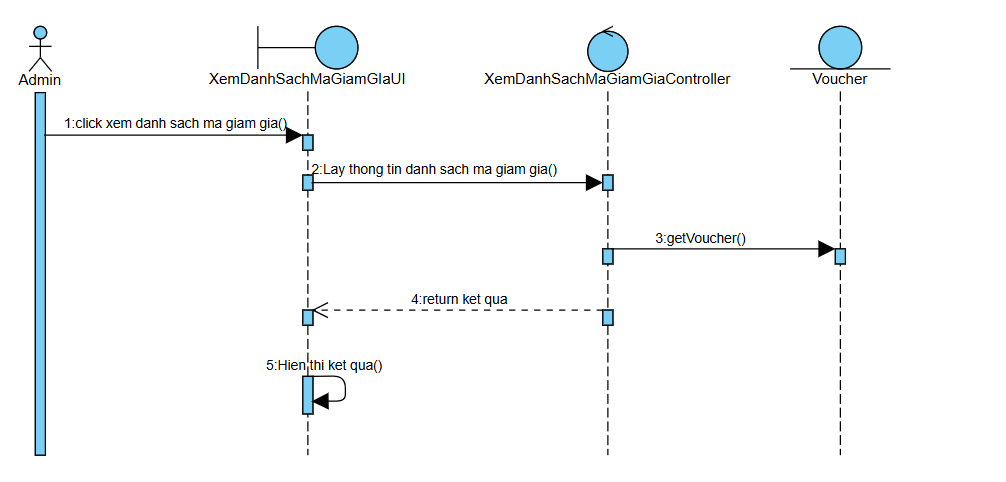 Admin
XemDanhSachMaGiamGIaUI
XemDanhSachMaGiamGiaController
Voucher
1:click xem danh sach ma giam gia()
2:Lay thong tin danh sach ma giam gia()
3:getVoucher()
4:return ket qua
5:Hien thi ket qua()